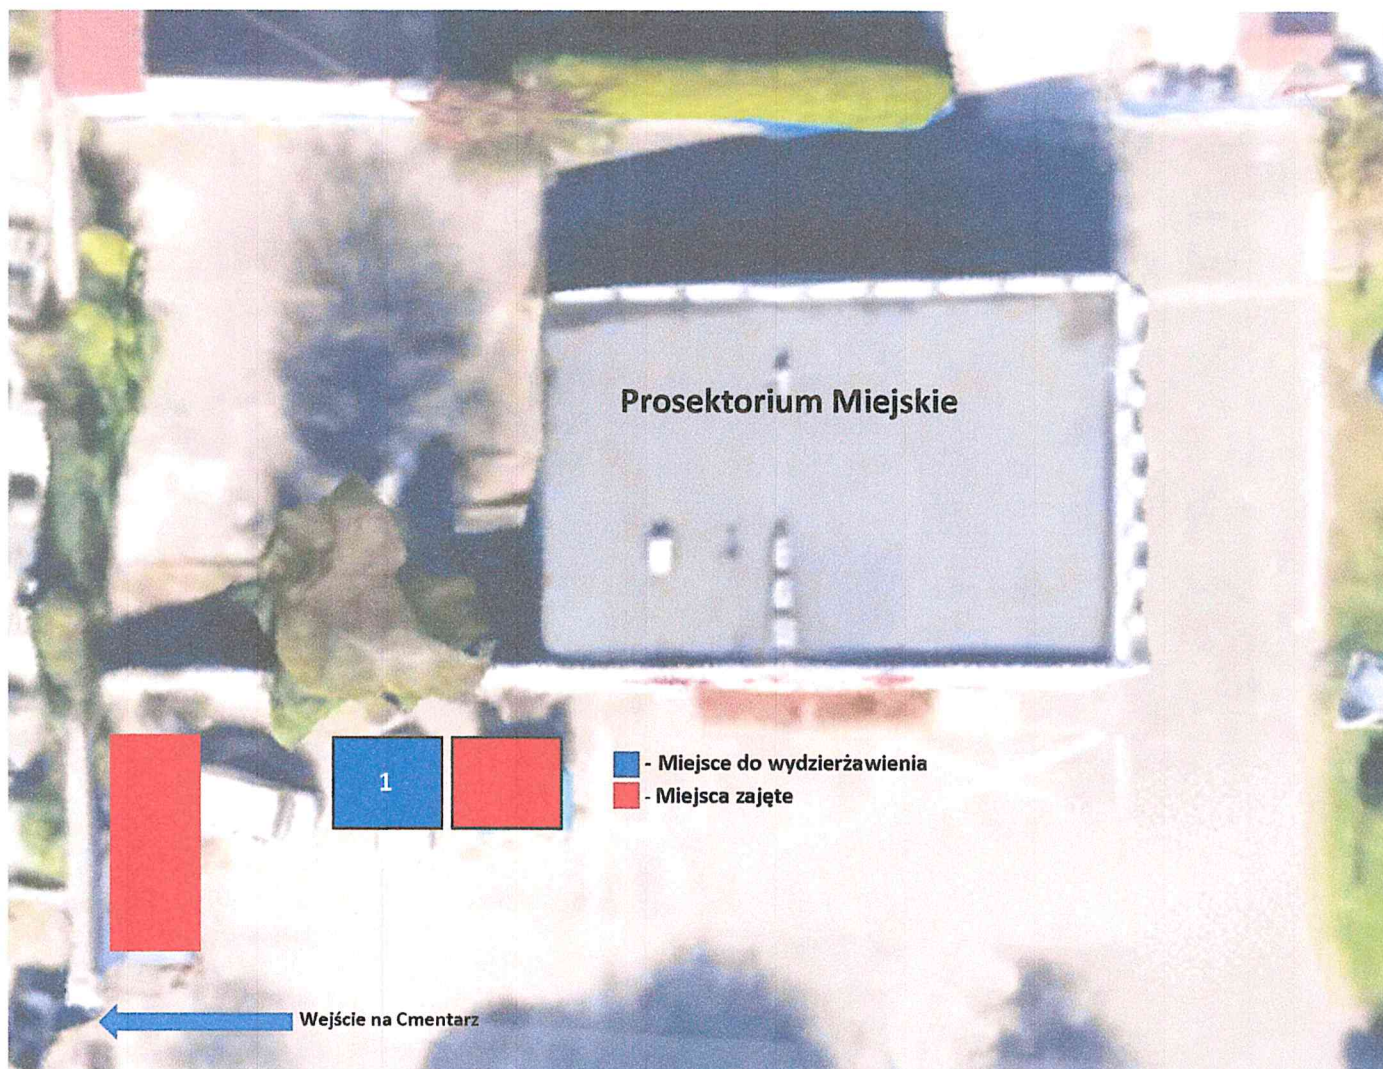 Prosektorium Miejskie
1
- Miejsce do wydzierżawienia
- Miejsca zajęte
Wejście na Cmentarz